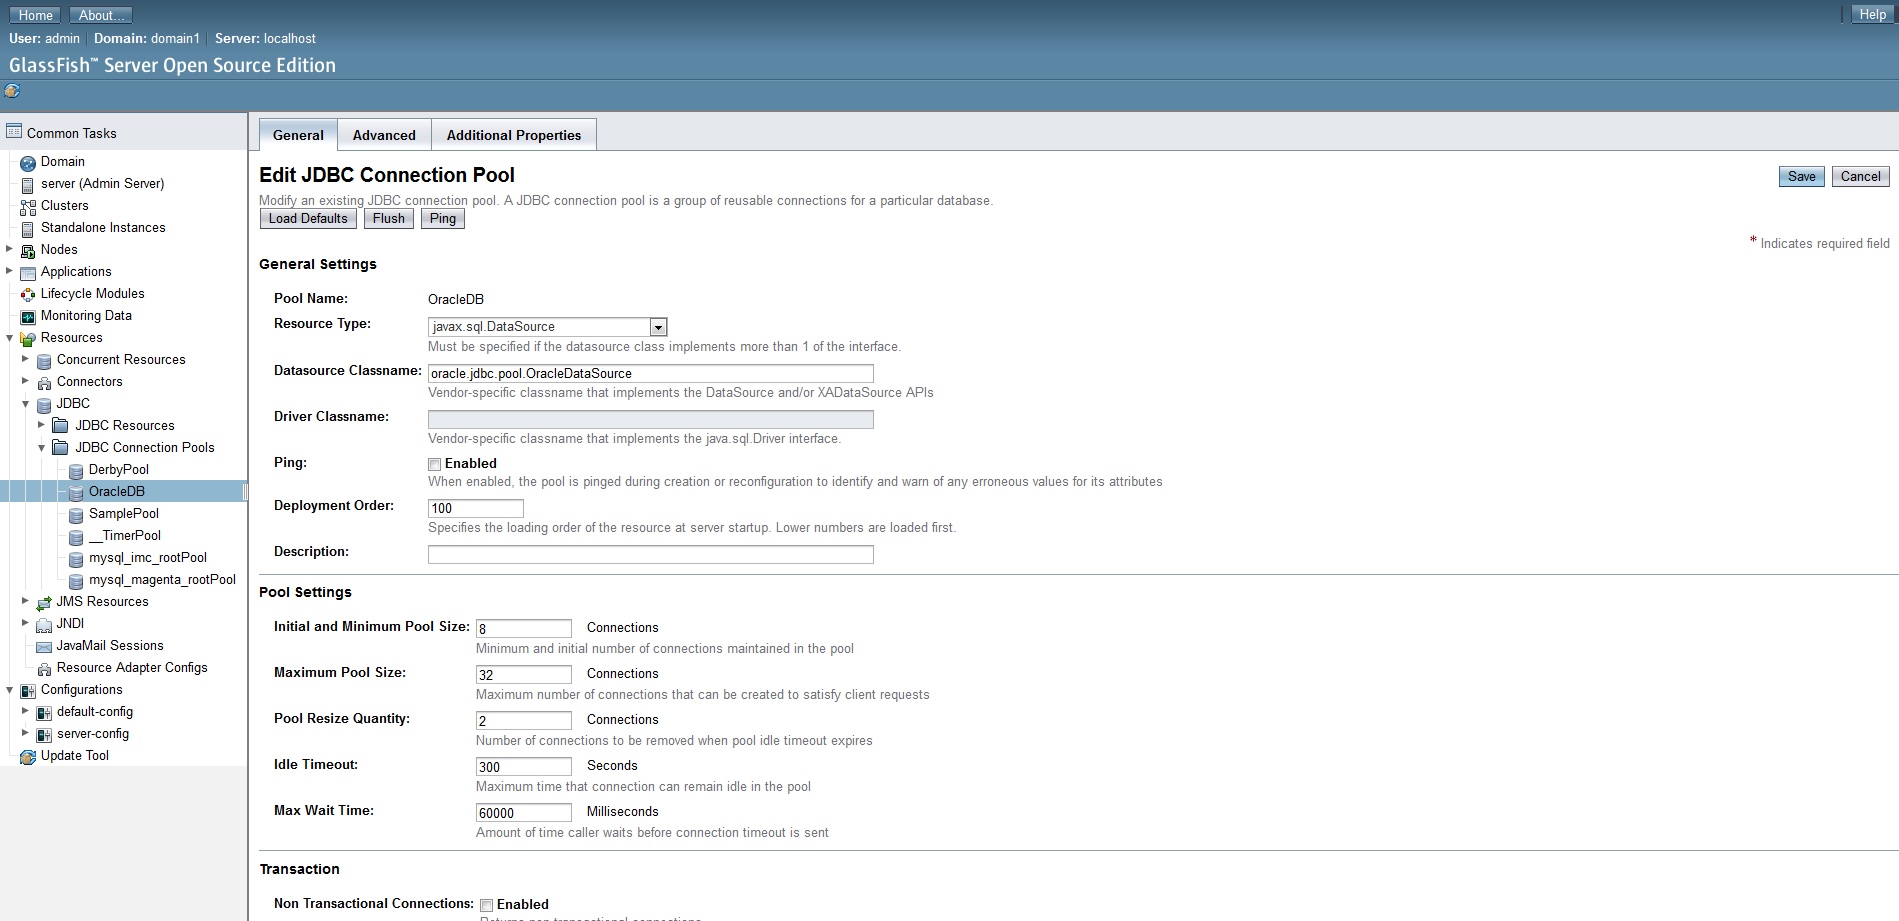 Home About... Help
User: admin Domain: domain1 Server: localhost
GlassFish™ Server Open Source Edition
Common Tasks
Domain
server (Admin Server)
Clusters
Standalone Instances
Nodes
Applications
Lifecycle Modules
Monitoring Data
Resources
Concurrent Resources
Connectors
JDBC
JDBC Resources
JDBC Connection Pools
DerbyPool
OracleDB
SamplePool
__TimerPool
mysql_imc_rootPool
mysql_magenta_rootPool
JMS Resources
JNDI
JavaMail Sessions
Resource Adapter Configs
Configurations
default-config
server-config
Update Tool
General Advanced Additional Properties
Edit JDBC Connection Pool
Save Cancel
Modify an existing JDBC connection pool. A JDBC connection pool is a group of reusable connections for a particular database.
Load Defaults Flush Ping
* Indicates required field
General Settings
Pool Name: OracleDB
Resource Type: javax.sql.DataSource
Must be specified if the datasource class implements more than 1 of the interface.
Datasource Classname: oracle.jdbc.pool.OracleDataSource
Vendor-specific classname that implements the DataSource and/or XADataSource APIs
Driver Classname:
Vendor-specific classname that implements the java.sql.Driver interface.
Ping: Enabled
When enabled, the pool is pinged during creation or reconfiguration to identify and warn of any erroneous values for its attributes
Deployment Order: 100
Specifies the loading order of the resource at server startup. Lower numbers are loaded first.
Description:
Pool Settings
Initial and Minimum Pool Size: 8 Connections
Minimum and initial number of connections maintained in the pool
Maximum Pool Size: 32 Connections
Maximum number of connections that can be created to satisfy client requests
Pool Resize Quantity: 2 Connections
Number of connections to be removed when pool idle timeout expires
Idle Timeout: 300 Seconds
Maximum time that connection can remain idle in the pool
Max Wait Time: 60000 Milliseconds
Amount of time caller waits before connection timeout is sent
Transaction
Non Transactional Connections: Enabled